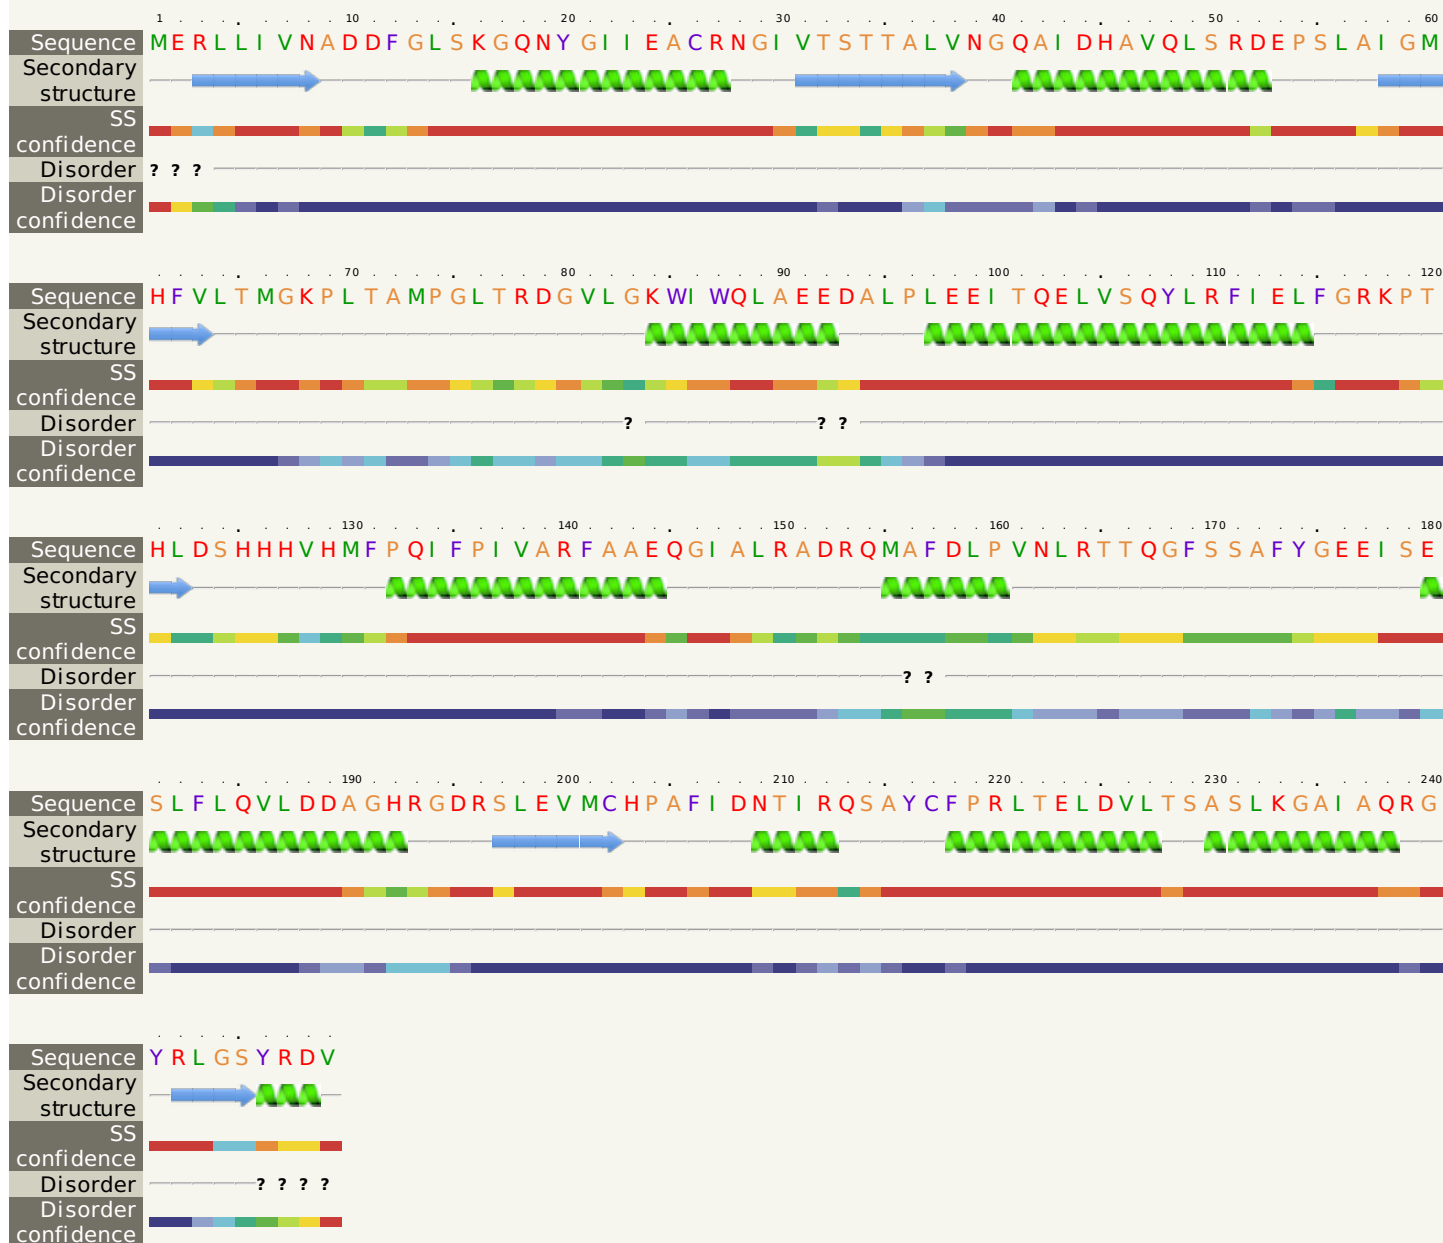 1 10 20 30 40 50 60
Sequence MERLLIVNADDFGLSKGQNYGIIEACRNGIVTSTTALVNGQAIDHAVQLSRDEPSLAIGM
Secondary
structure
SS
confidence
Disorder ? ? ?
Disorder
confidence
70 80 90 100 110 120
Sequence HFVLTMGKPLTAMPGLTRDGVLGKWIWQLAEEDALPLEEITQELVSQYLRFIELFGRKPT
Secondary
structure
SS
confidence
Disorder ? ? ?
Disorder
confidence
130 140 150 160 170 180
Sequence HLDSHHHVHMFPQIFPIVARFAAEQGIALRADRQMAFDLPVNLRTTQGFSSAFYGEEISE
Secondary
structure
SS
confidence
Disorder ? ?
Disorder
confidence
190 200 210 220 230 240
Sequence SLFLQVLDDAGHRGDRSLEVMCHPAFIDNTIRQSAYCFPRLTELDVLTSASLKGAIAQRG
Secondary
structure
SS
confidence
Disorder
Disorder
confidence
Sequence YRLGSYRDV
Secondary
structure
SS
confidence
Disorder ? ? ? ?
Disorder
confidence